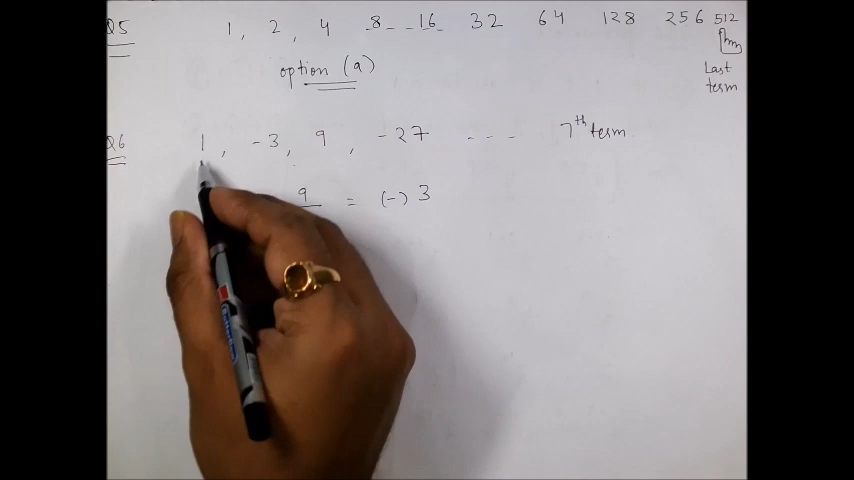 Q5 1, 2, 4 8 16 32 64 128 256 512
option (a)
Last
term
Q6 1, -3, 9, -27 - - - 7th term
9 = (-) 3